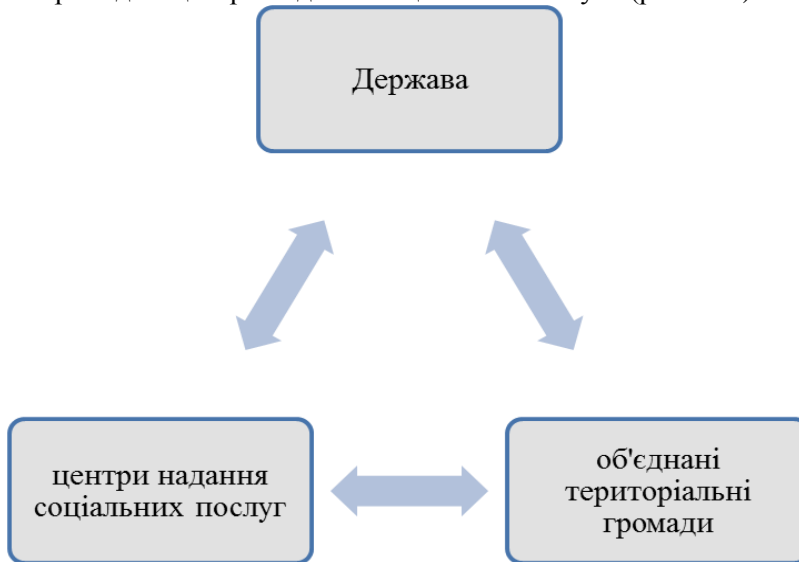 Держава
центри надання
соціальних послуг
об'єднані
територіальні
громади